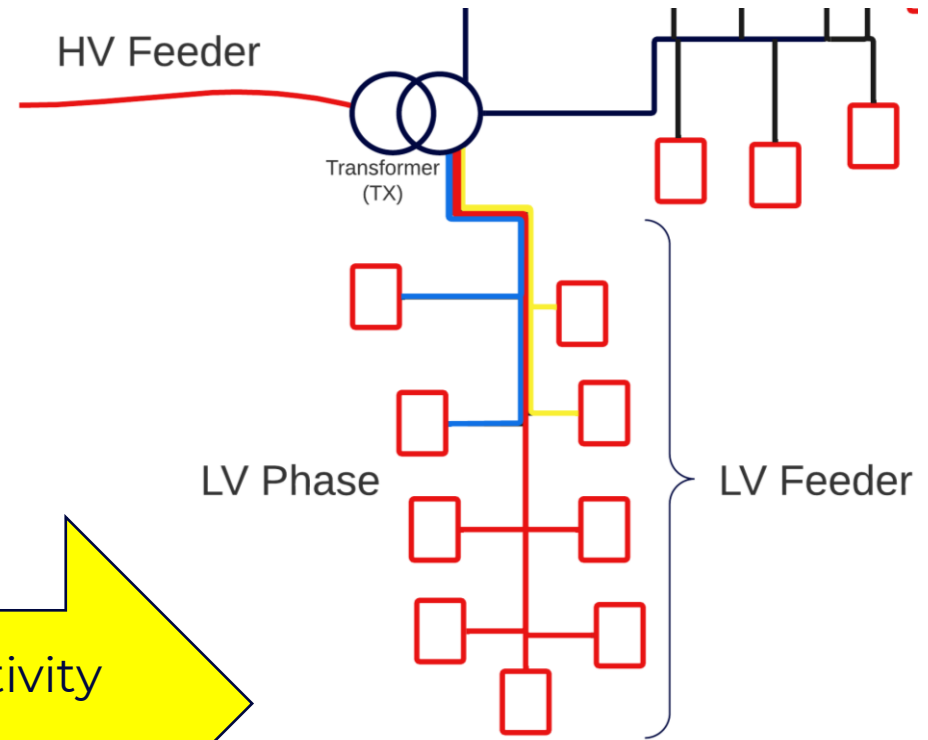 HV Feeder
Transformer
(TX)
LV Phase
LV Feeder